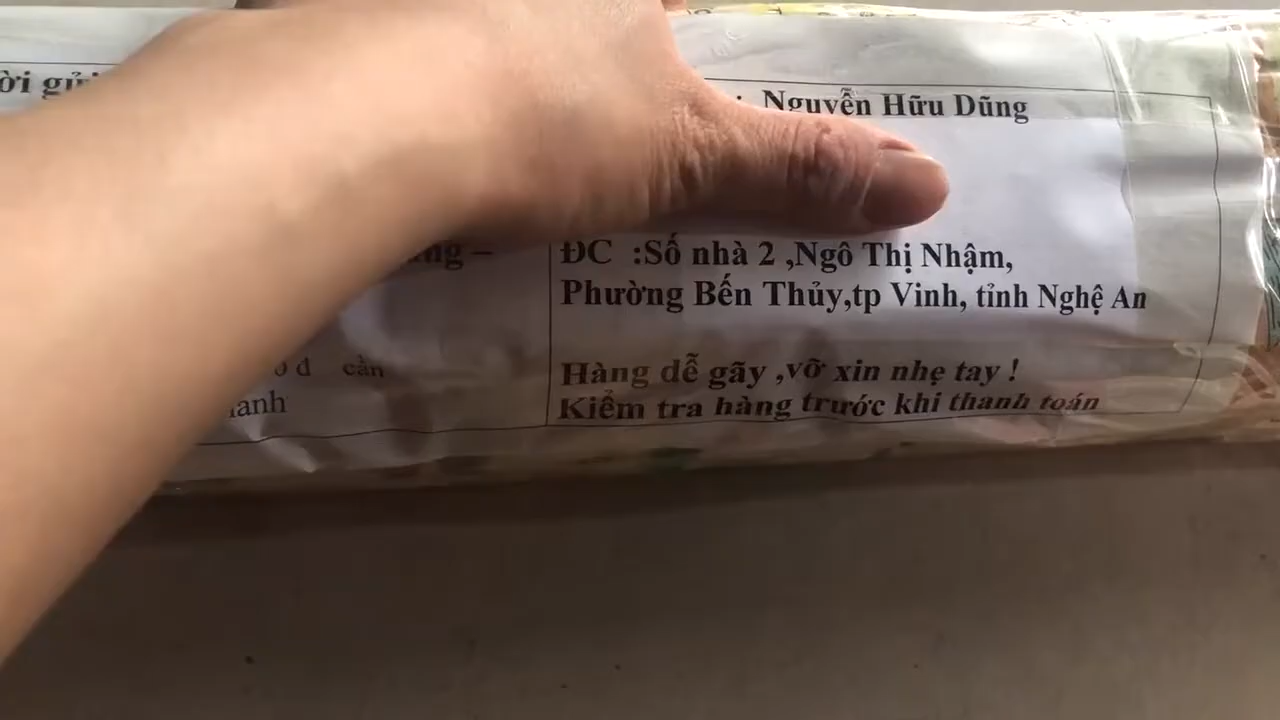 Nguyễn Hữu Dũng
ĐC :Số nhà 2 ,Ngô Thị Nhậm,
Phường Bến Thủy,tp Vinh, tỉnh Nghệ An
đ cần
Hàng dễ gãy ,vỡ xin nhẹ tay !
Kiểm tra hàng trước khi thanh toán